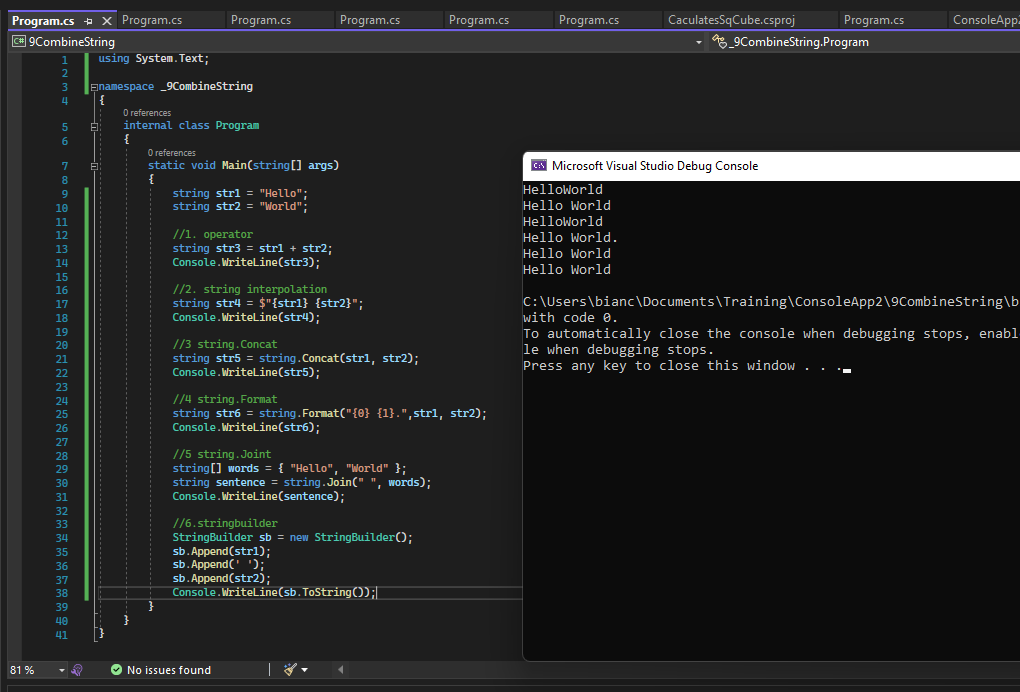 Program.cs
Program.cs
Program.cs
Program.cs
Program.cs
Program.cs
CaculatesSqCube.csproj
Program.cs
ConsoleApp2
C# 9CombineString
_9CombineString.Program
1 using System.Text;
2
3 namespace _9CombineString
4 {
0 references
5 internal class Program
6 {
0 references
7 static void Main(string[] args)
8 {
9 string str1 = "Hello";
10 string str2 = "World";
11
12 //1. operator
13 string str3 = str1 + str2;
14 Console.WriteLine(str3);
15
16 //2. string interpolation
17 string str4 = $"{str1} {str2}";
18 Console.WriteLine(str4);
19
20 //3 string.Concat
21 string str5 = string.Concat(str1, str2);
22 Console.WriteLine(str5);
23
24 //4 string.Format
25 string str6 = string.Format("{0} {1}.",str1, str2);
26 Console.WriteLine(str6);
27
28 //5 string.Joint
29 string[] words = { "Hello", "World" };
30 string sentence = string.Join(" ", words);
31 Console.WriteLine(sentence);
32
33 //6.stringbuilder
34 StringBuilder sb = new StringBuilder();
35 sb.Append(str1);
36 sb.Append(' ');
37 sb.Append(str2);
38 Console.WriteLine(sb.ToString());
39 }
40 }
41 }
Microsoft Visual Studio Debug Console
HelloWorld
Hello World
HelloWorld
Hello World.
Hello World
Hello World
C:\Users\bianc\Documents\Training\ConsoleApp2\9CombineString\b
with code 0.
To automatically close the console when debugging stops, enabl
le when debugging stops.
Press any key to close this window . . .
81 %
No issues found